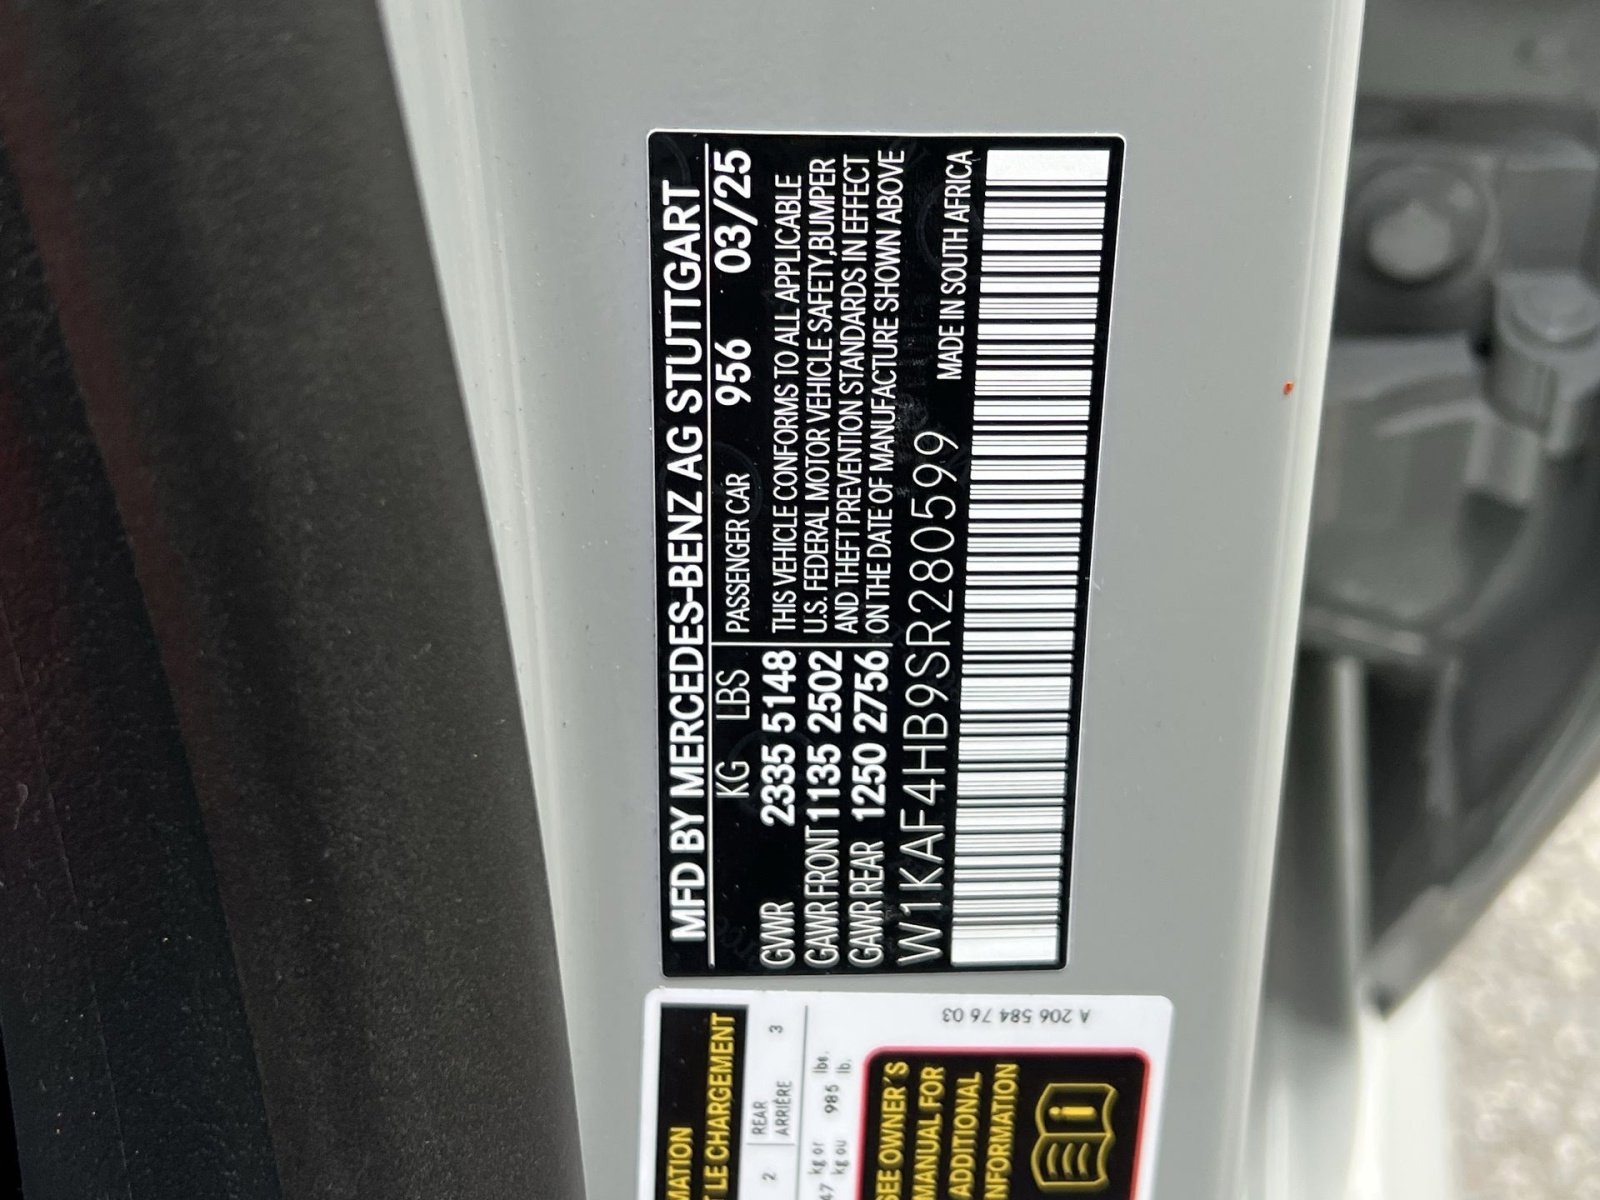 MFD BY MERCEDES-BENZ AG STUTTGART
KG LBS PASSENGER CAR 956 03/25
GVWR 2335 5148
GAWR FRONT 1135 2502
GAWR REAR 1250 2756
THIS VEHICLE CONFORMS TO ALL APPLICABLE
U.S. FEDERAL MOTOR VEHICLE SAFETY,BUMPER
AND THEFT PREVENTION STANDARDS IN EFFECT
ON THE DATE OF MANUFACTURE SHOWN ABOVE
W1KAF4HB9SR280599 MADE IN SOUTH AFRICA
LE CHARGEMENT
2 REAR 3
ARRIÈRE
kg or 985 lbs.
kg ou lb.
A 206 584 76 03
SEE OWNER'S
MANUAL FOR
ADDITIONAL